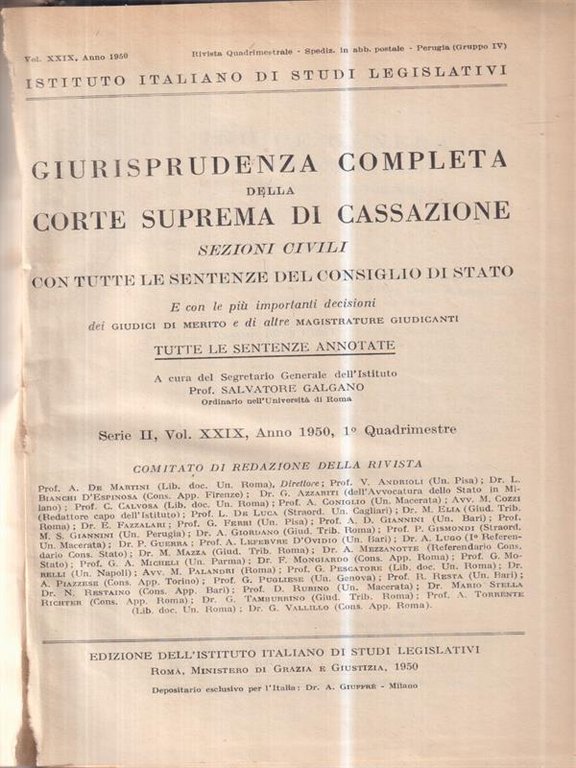 Vol. XXIX, Anno 1950
Rivista Quadrimestrale - Spediz. in abb. postale - Perugia (Gruppo IV)
ISTITUTO ITALIANO DI STUDI LEGISLATIVI
GIURISPRUDENZA COMPLETA
DELLA
CORTE SUPREMA DI CASSAZIONE
SEZIONI CIVILI
CON TUTTE LE SENTENZE DEL CONSIGLIO DI STATO
E con le più importanti decisioni
dei GIUDICI DI MERITO e di altre MAGISTRATURE GIUDICANTI
TUTTE LE SENTENZE ANNOTATE
A cura del Segretario Generale dell'Istituto
Prof. SALVATORE GALGANO
Ordinario nell'Università di Roma
Serie II, Vol. XXIX, Anno 1950, 1º Quadrimestre
COMITATO DI REDAZIONE DELLA RIVISTA
Prof. A. DE MARTINI (Lib. doc. Un. Roma), Direttore; Prof. V. ANDRIOLI (Un. Pisa); Dr. L.
BIANCHI D'ESPINOSA (Cons. App. Firenze); Dr. G. AZZARITI (dell'Avvocatura dello Stato in Mi-
lano); Prof. C. CALVOSA (Lib. doc. Un. Roma); Prof. A. CONIGLIO (Un. Macerata); Avv. M. COZZI
(Redattore capo dell'Istituto); Prof. L. DE LUCA (Straord. Un. Cagliari); Dr. M. ELIA (Giud. Trib.
Roma); Dr. E. FAZZALARI; Prof. G. FERRI (Un. Pisa); Prof. A. D. GIANNINI (Un. Bari); Prof.
M. S. GIANNINI (Un. Perugia); Dr. A. GIORDANO (Giud. Trib. Roma); Prof. P. GISMONDI (Straord.
Un. Macerata); Dr. P. GUERRA; Prof. A. LEFEBVRE D'OVIDIO (Un. Bari); Dr. A. LUGO (1º Referen-
dario Cons. Stato); Dr. M. MAZZA (Giud. Trib. Roma); Dr. A. MEZZANOTTE (Referendario Cons.
Stato); Prof. G. A. MICHELI (Un. Parma); Dr. F. MONGIARDO (Cons. App. Roma); Prof. G. MO-
RELLI (Un. Napoli); Avv. M. PALANDRI (Roma); Prof. G. PESCATORE (Lib. doc. Un. Roma); Dr.
A. PIAZZESE (Cons. App. Torino); Prof. G. PUGLIESE (Un. Genova); Prof. R. RESTA (Un. Bari);
Dr. N. RESTAINO (Cons. App. Bari); Prof. D. RUBINO (Un. Macerata); Dr. MARIO STELLA
RICHTER (Cons. App. Roma); Dr. G. TAMBURRINO (Giud. Trib. Roma); Prof. A. TORRENTE
(Lib. doc. Un. Roma); Dr. G. VALLILLO (Cons. App. Roma).
EDIZIONE DELL'ISTITUTO ITALIANO DI STUDI LEGISLATIVI
ROMA, MINISTERO DI GRAZIA E GIUSTIZIA, 1950
Depositario esclusivo per l'Italia: Dr. A. GIUFFRÈ - Milano